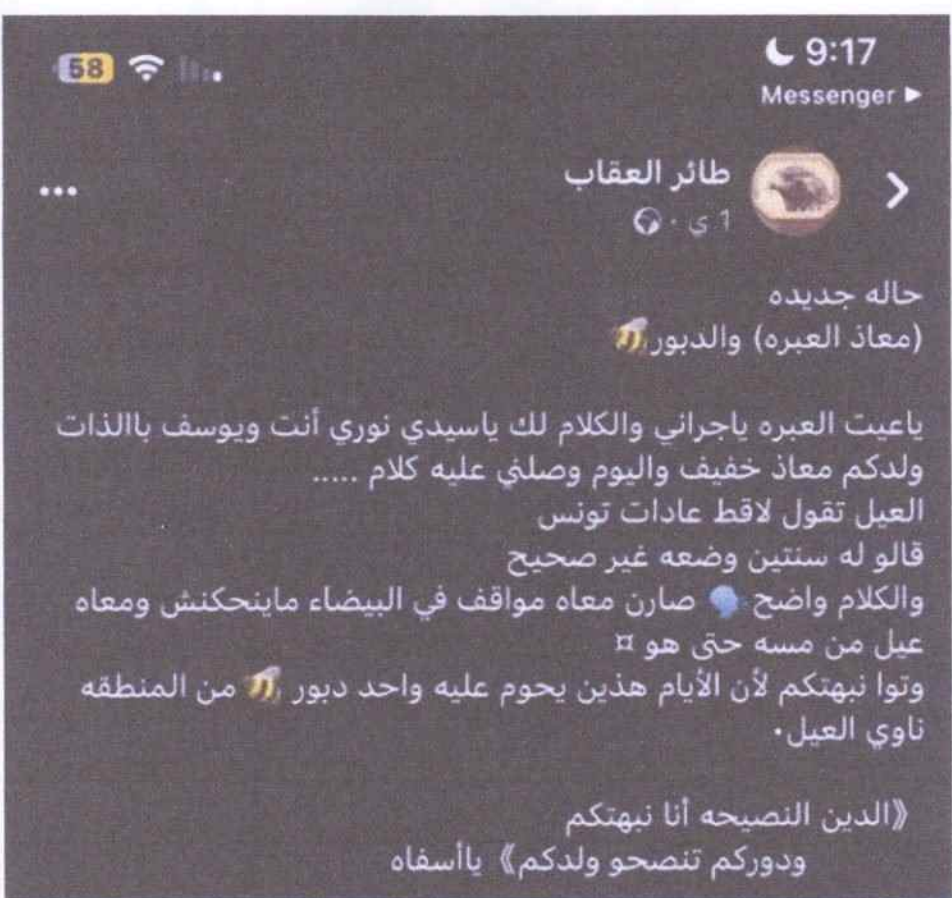 58
9:17
Messenger ▶
طائر العقاب
1 ي ·
حاله جديده
(معاذ العبره) والدبور🐝
ياعيت العبره ياجراني والكلام لك ياسيدي نوري أنت ويوسف باالذات
ولدكم معاذ خفيف واليوم وصلني عليه كلام .....
العيل تقول لاقط عادات تونس
قالو له سنتين وضعه غير صحيح
والكلام واضح🗣 صارن معاه مواقف في البيضاء ماينحكنش ومعاه
عيل من مسه حتى هو ¤
وتوا نبهتكم لأن الأيام هذين يحوم عليه واحد دبور 🐝 من المنطقه
ناوي العيل•
《الدين النصيحه أنا نبهتكم
ودوركم تنصحو ولدكم》 ياأسفاه